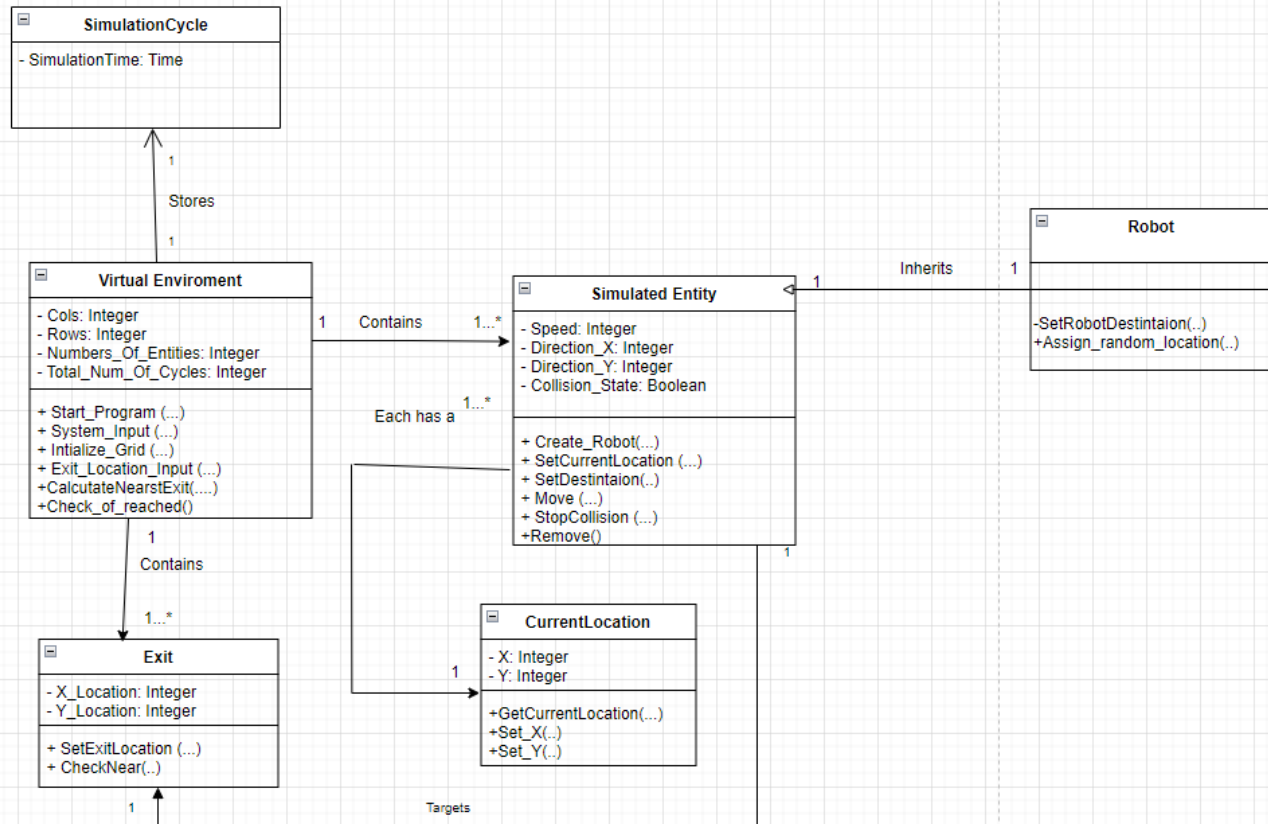 SimulationCycle
- SimulationTime: Time
1
Stores
1
Virtual Enviroment
- Cols: Integer
- Rows: Integer
- Numbers_Of_Entities: Integer
- Total_Num_Of_Cycles: Integer
+ Start_Program (...)
+ System_Input (...)
+ Intialize_Grid (...)
+ Exit_Location_Input (...)
+CalcutateNearstExit(....)
+Check_of_reached()
1 Contains 1...*
Simulated Entity
- Speed: Integer
- Direction_X: Integer
- Direction_Y: Integer
- Collision_State: Boolean
+ Create_Robot(...)
+ SetCurrentLocation (...)
+ SetDestintaion(..)
+ Move (...)
+ StopCollision (...)
+Remove()
1 Inherits 1
Robot
-SetRobotDestintaion(..)
+Assign_random_location(..)
1...*
Each has a
1
1
Contains
1...*
Exit
- X_Location: Integer
- Y_Location: Integer
+ SetExitLocation (...)
+ CheckNear(..)
1
CurrentLocation
- X: Integer
- Y: Integer
+GetCurrentLocation(...)
+Set_X(..)
+Set_Y(..)
1
Targets